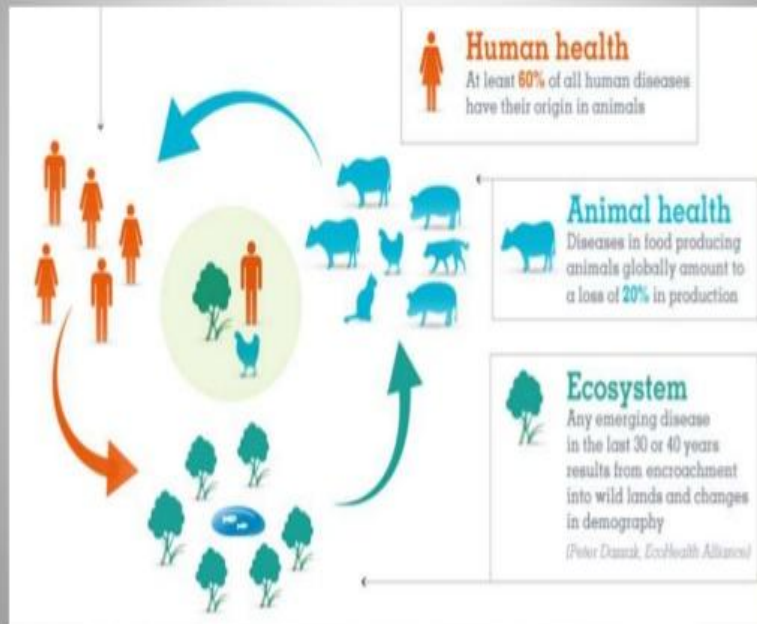 Human health
At least 60% of all human diseases
have their origin in animals
Animal health
Diseases in food producing
animals globally amount to
a loss of 20% in production
Ecosystem
Any emerging disease
in the last 30 or 40 years
results from encroachment
into wild lands and changes
in demography
(Peter Daszak, EcoHealth Alliance)